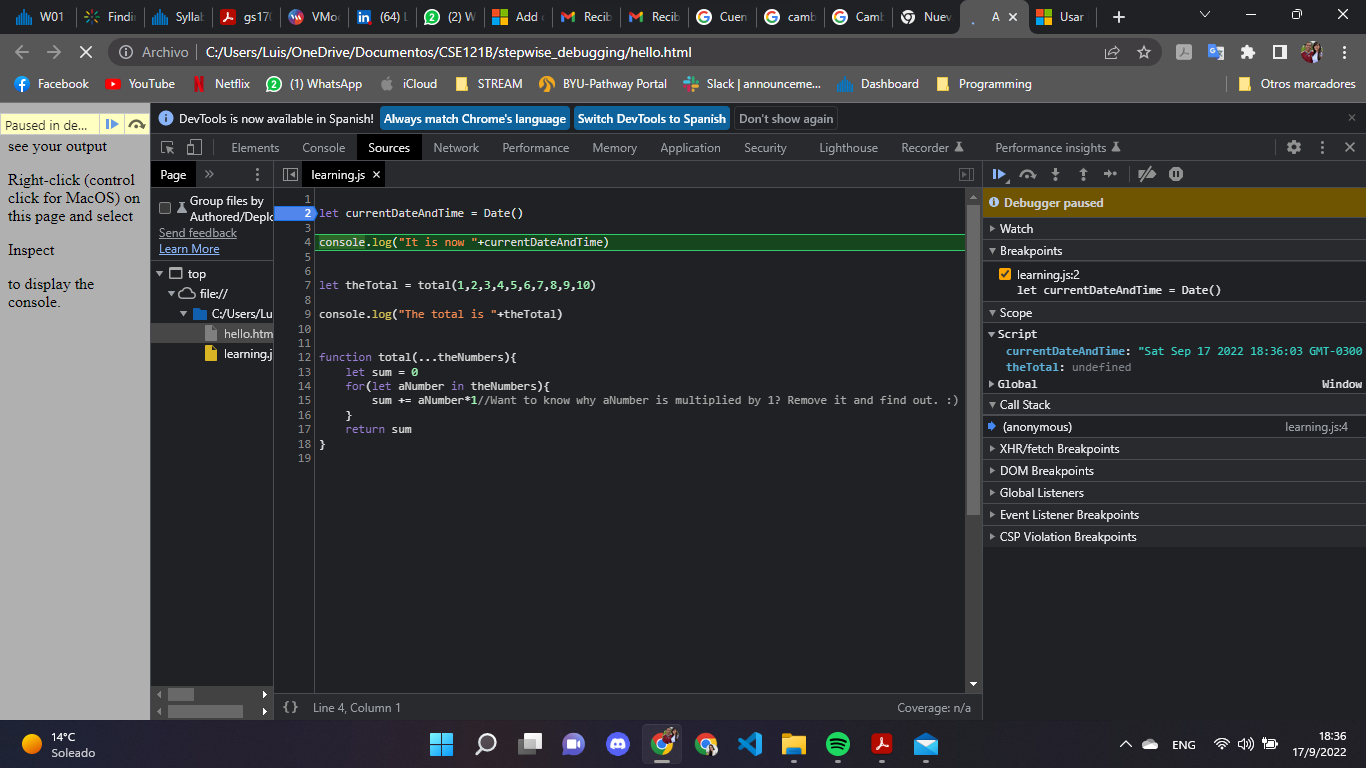 W01
Findi
Syllab
gs170
VMoc
(64) L
(2) W
Add
Recib
Recib
Cuen
camb
Camb
Nuev
A
Usar
Archivo
C:/Users/Luis/OneDrive/Documentos/CSE121B/stepwise_debugging/hello.html
Facebook
YouTube
Netflix
(1) WhatsApp
iCloud
STREAM
BYU-Pathway Portal
Slack | announceme...
Dashboard
Programming
Otros marcadores
Paused in de...
see your output
Right-click (control
click for MacOS) on
this page and select
Inspect
to display the
console.
DevTools is now available in Spanish!
Always match Chrome's language
Switch DevTools to Spanish
Don't show again
Elements
Console
Sources
Network
Performance
Memory
Application
Security
Lighthouse
Recorder
Performance insights
Page
Group files by
Authored/Deplo
Send feedback
Learn More
top
file://
C:/Users/Lu
hello.htm
learning.j
learning.js
1
2 let currentDateAndTime = Date()
3
4 console.log("It is now "+currentDateAndTime)
5
6
7 let theTotal = total(1,2,3,4,5,6,7,8,9,10)
8
9 console.log("The total is "+theTotal)
10
11
12 function total(...theNumbers){
13 let sum = 0
14 for(let aNumber in theNumbers){
15 sum += aNumber*1//Want to know why aNumber is multiplied by 1? Remove it and find out. :)
16 }
17 return sum
18 }
19
{} Line 4, Column 1
Coverage: n/a
Debugger paused
Watch
Breakpoints
learning.js:2
let currentDateAndTime = Date()
Scope
Script
currentDateAndTime: "Sat Sep 17 2022 18:36:03 GMT-0300
theTotal: undefined
Global Window
Call Stack
(anonymous) learning.js:4
XHR/fetch Breakpoints
DOM Breakpoints
Global Listeners
Event Listener Breakpoints
CSP Violation Breakpoints
14°C
Soleado
ENG
18:36
17/9/2022